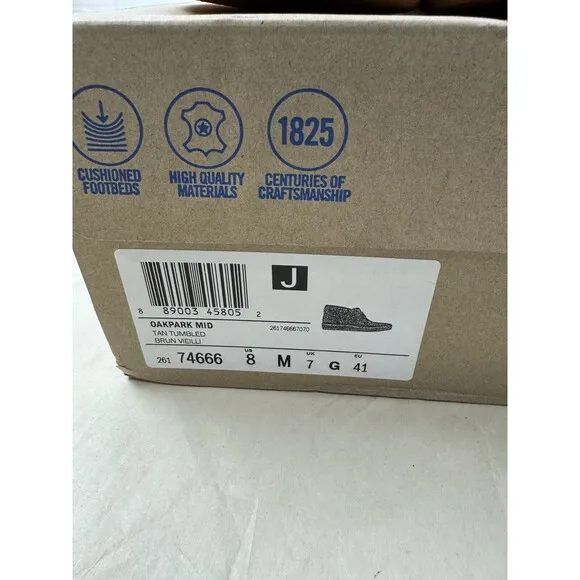 CUSHIONED
FOOTBEDS
HIGH QUALITY
MATERIALS
1825
CENTURIES OF
CRAFTSMANSHIP
J
8 89003 45805 2
OAKPARK MID
TAN TUMBLED
BRUN VIEILLI
261746667070
261 74666 US 8 M UK 7 G EU 41